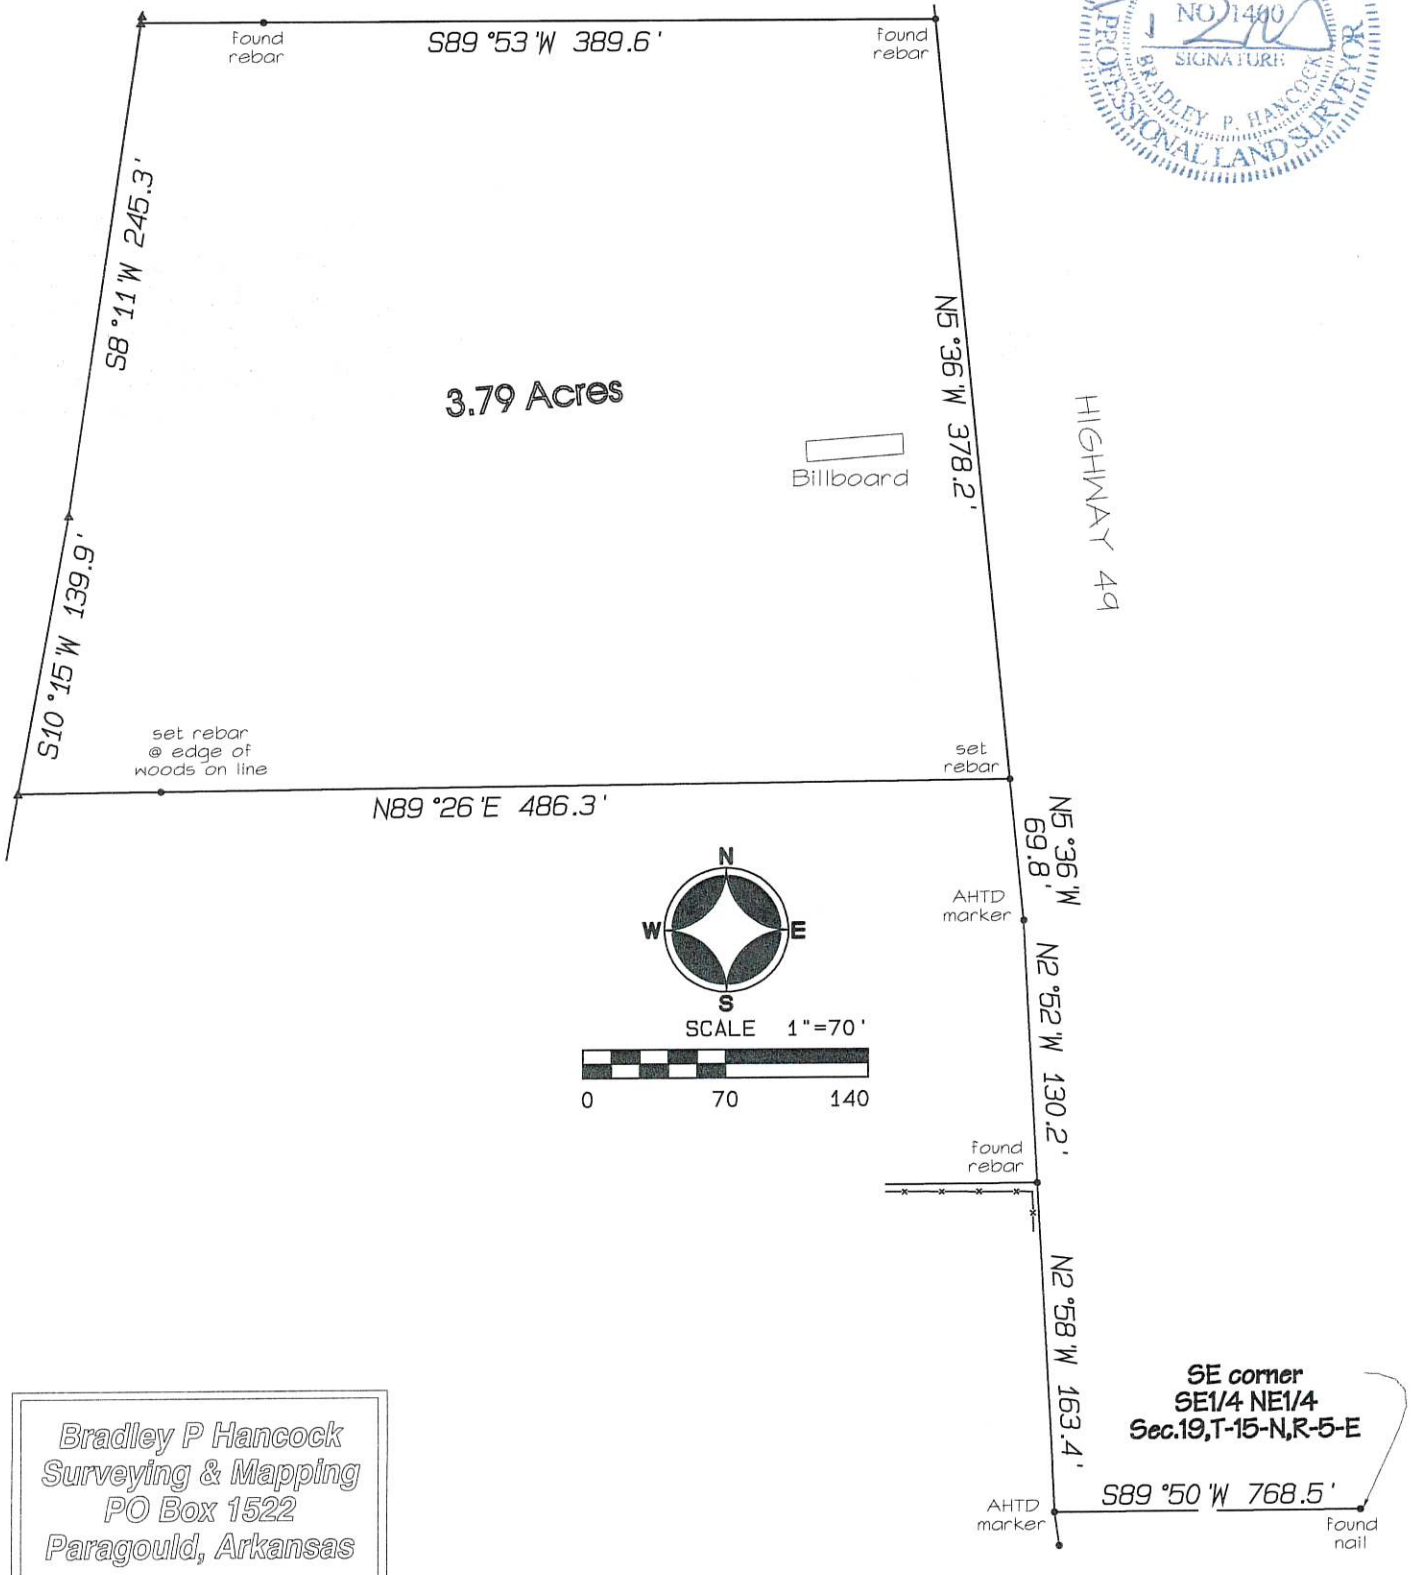 NO. 1400
SIGNATURE
BRADLEY P. HANCOCK
PROFESSIONAL LAND SURVEYOR
found
rebar
S89°53'W 389.6'
found
rebar
S8°11'W 245.3'
N5°36'W 378.2'
3.79 Acres
Billboard
HIGHWAY 49
S10°15'W 139.9'
set rebar
@ edge of
woods on line
set
rebar
N89°26'E 486.3'
N5°36'W
69.8'
AHTD
marker
N
W E
S
N2°52'W 130.2'
SCALE 1"=70'
0 70 140
found
rebar
N2°58'W 163.4'
SE corner
SE1/4 NE1/4
Sec.19,T-15-N,R-5-E
AHTD
marker
S89°50'W 768.5'
found
nail
Bradley P Hancock
Surveying & Mapping
PO Box 1522
Paragould, Arkansas